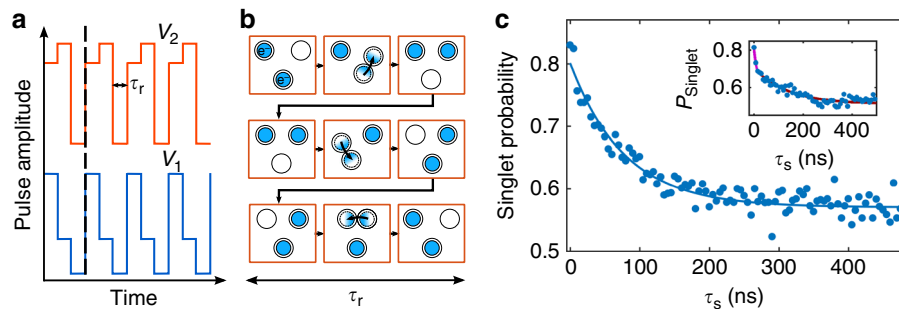 a
V2
τr
V1
Pulse amplitude
Time
b
e-
e-
τr
c
Singlet probability
0.8
0.7
0.6
0.5
0
100
200
300
400
τs (ns)
PSinglet
0.8
0.6
0
200
400
τs (ns)